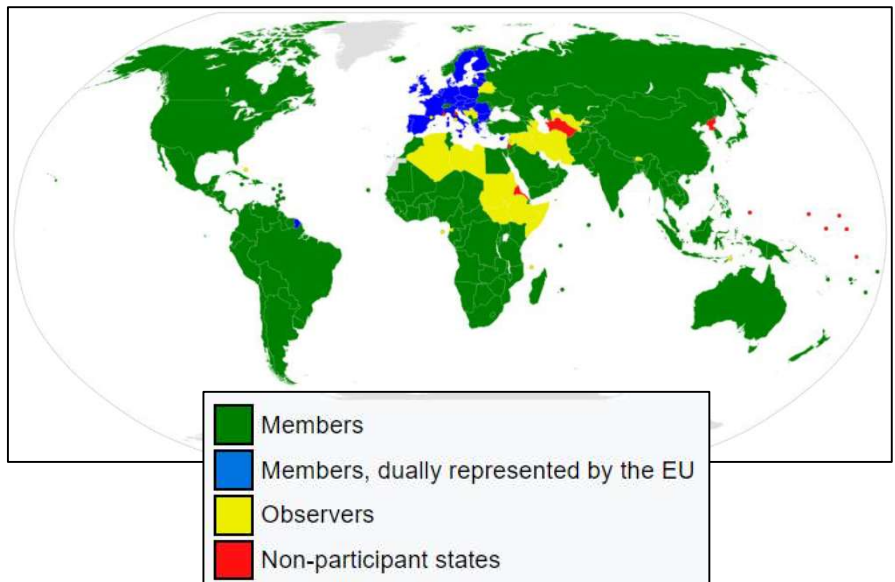 Members
Members, dually represented by the EU
Observers
Non-participant states